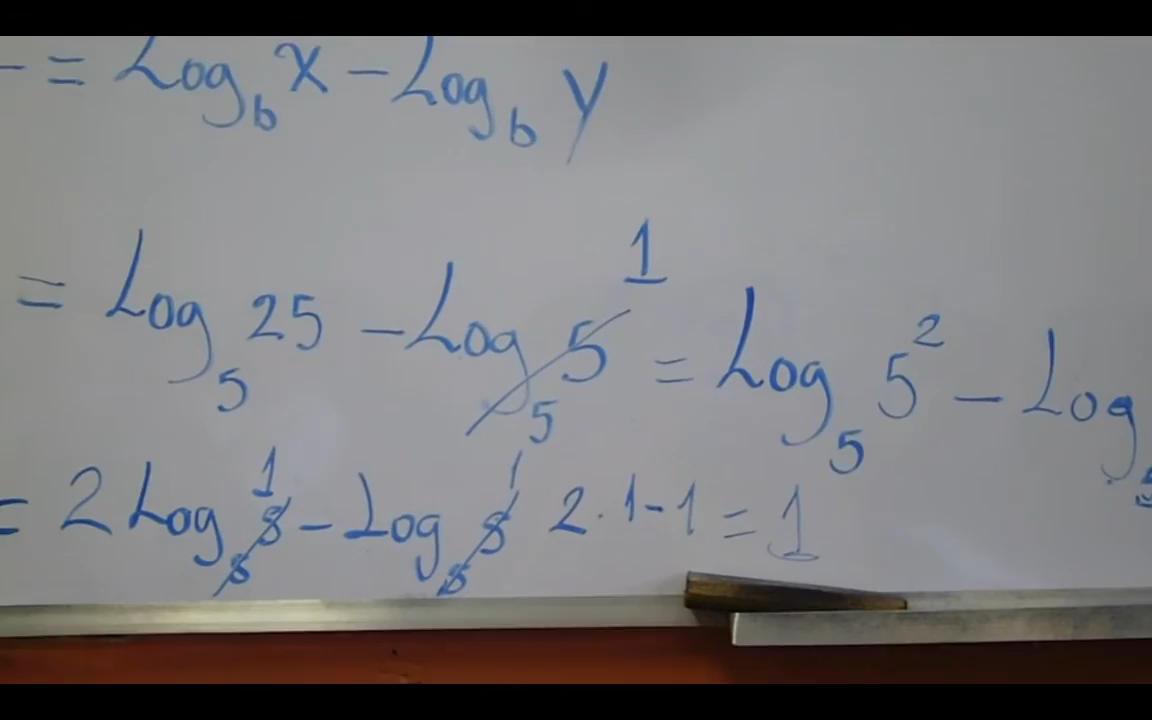 - = Log_b x - Log_b y
= Log_5 25 - Log_5 5 1 = Log_5 5^2 - Log
= 2 Log_5 5 1 - Log_5 5 1 2 . 1 - 1 = 1